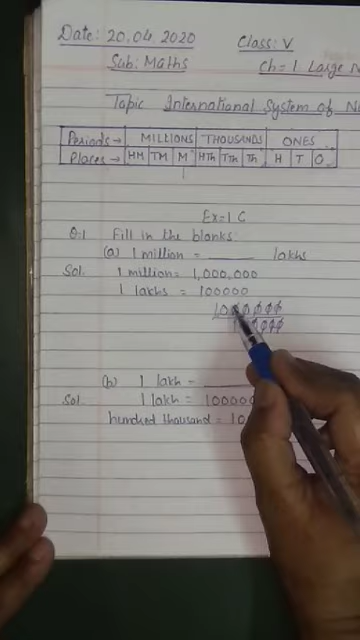 Date: 20.04.2020 Class: V
Sub: Maths Ch=1 Large
Topic International System of
Periods→ MILLIONS THOUSANDS ONES
Places→ HM TM M HTh TTh Th H T O
Ex=1 C
Q.1 Fill in the blanks.
(a) 1 million = ______ lakhs
Sol. 1 million = 1,000,000
1 lakhs = 100000
(b) 1 lakh = ______
Sol. 1 lakh = 100000
hundred thousand = 10